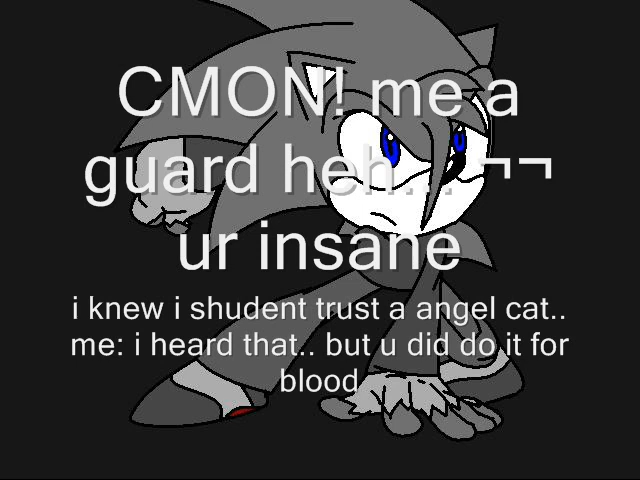 CMON! me a
guard heh... ¬¬
ur insane
i knew i shudent trust a angel cat..
me: i heard that.. but u did do it for
blood